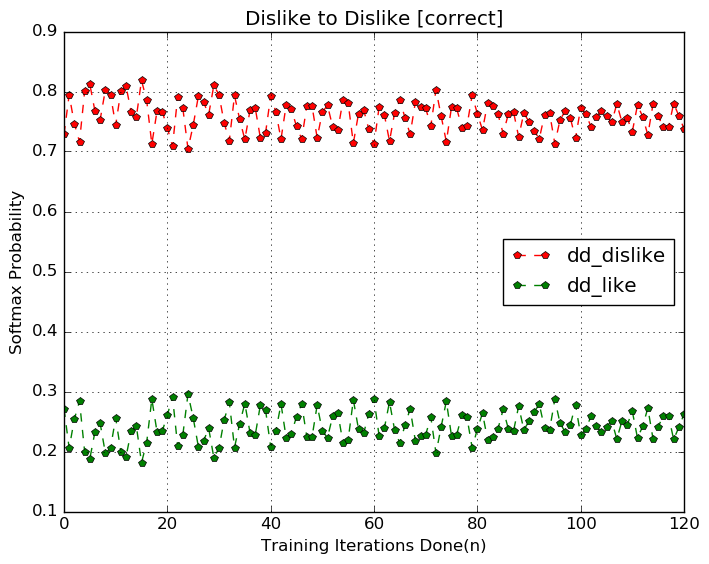 Dislike to Dislike [correct]
0.9
0.8
0.7
0.6
0.5
0.4
0.3
0.2
0.1
Softmax Probability
dd_dislike
dd_like
0 20 40 60 80 100 120
Training Iterations Done(n)